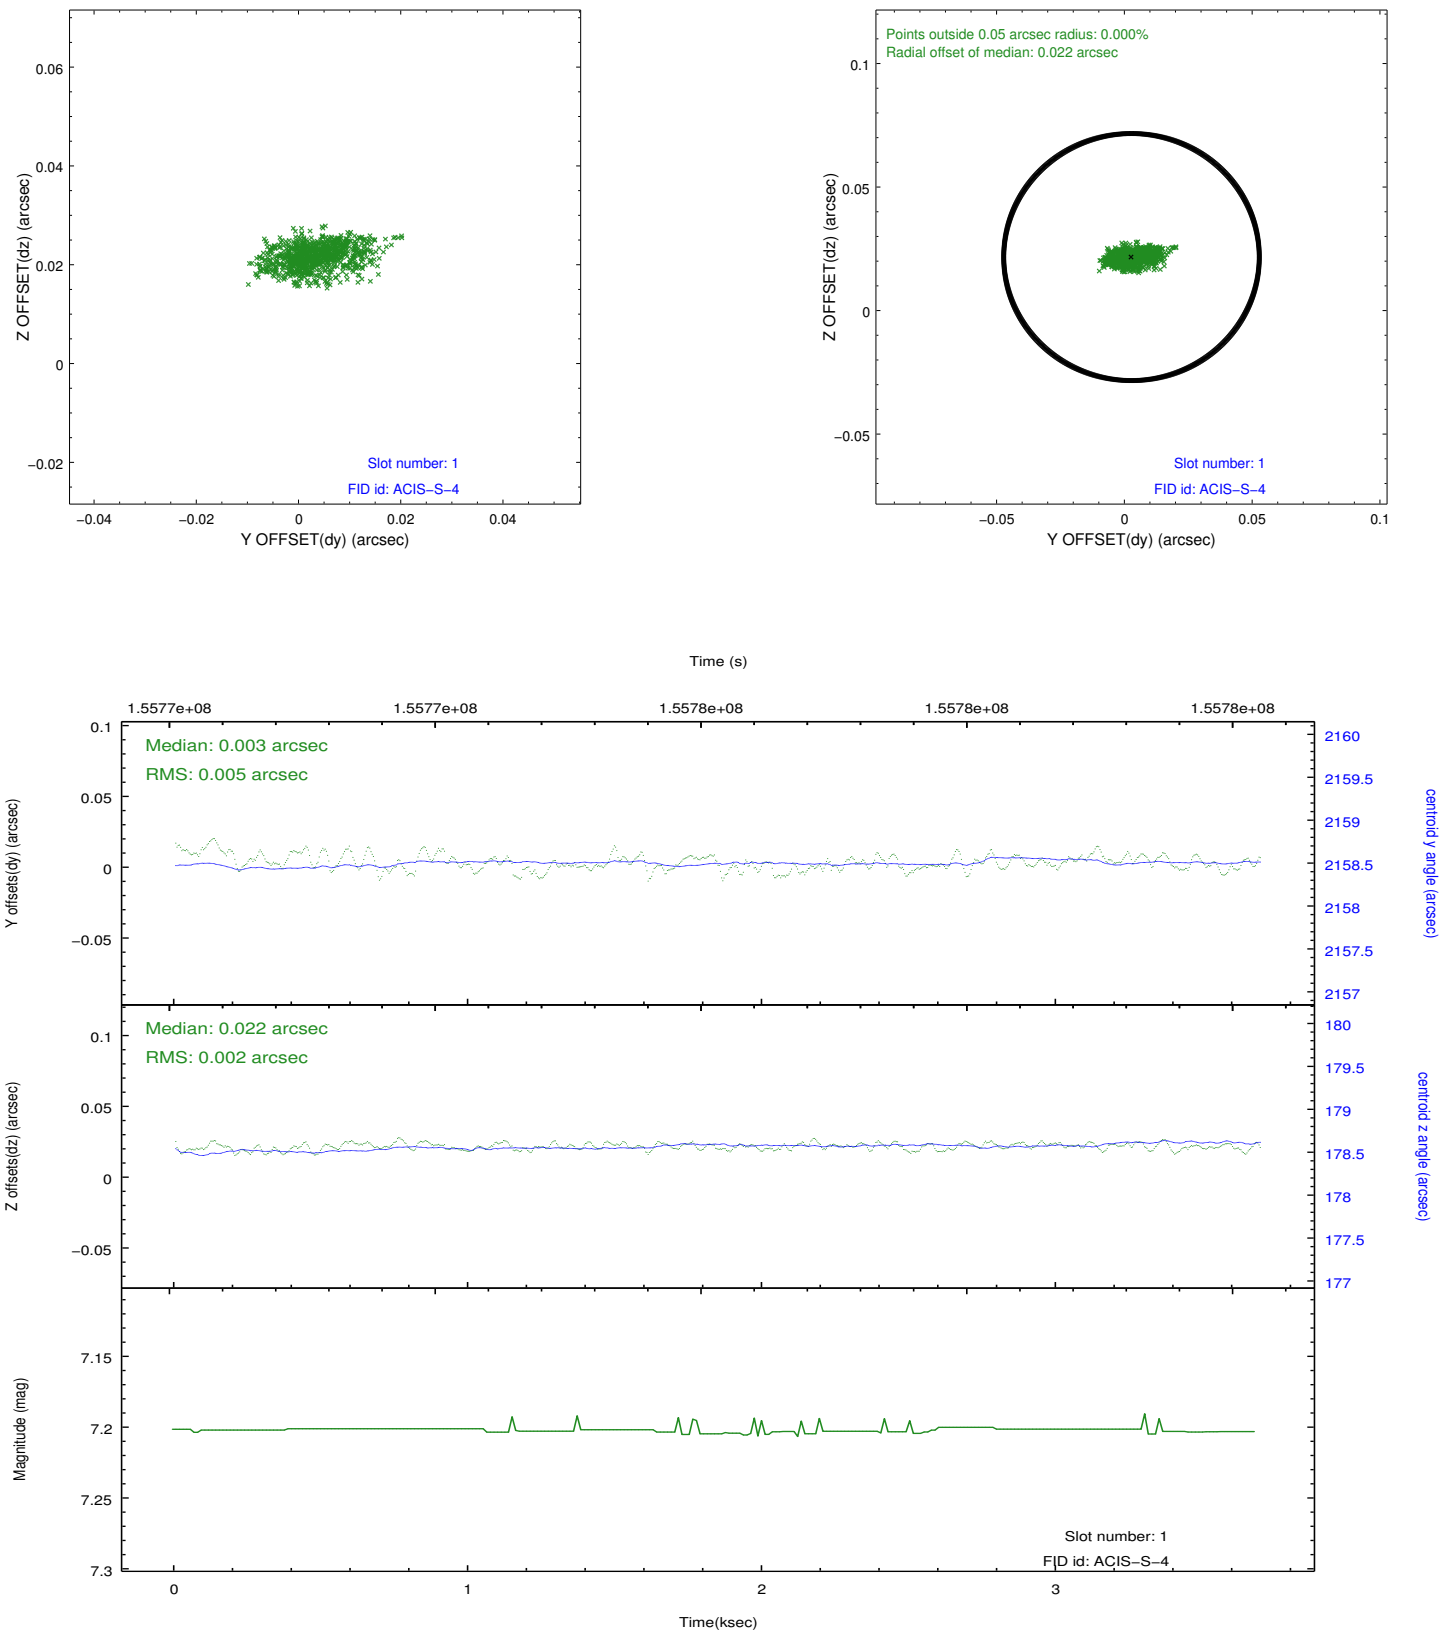 0.06
0.04
0.02
0
−0.02
Z OFFSET(dz) (arcsec)
Slot number: 1
FID id: ACIS−S−4
−0.04
−0.02
0
0.02
0.04
Y OFFSET(dy) (arcsec)
Points outside 0.05 arcsec radius: 0.000%
Radial offset of median: 0.022 arcsec
0.1
0.05
0
−0.05
Z OFFSET(dz) (arcsec)
Slot number: 1
FID id: ACIS−S−4
−0.05
0
0.05
0.1
Y OFFSET(dy) (arcsec)
Time (s)
1.5577e+08
1.5577e+08
1.5578e+08
1.5578e+08
1.5578e+08
Median: 0.003 arcsec
RMS: 0.005 arcsec
0.1
0.05
0
−0.05
Y offsets(dy) (arcsec)
2160
2159.5
2159
2158.5
2158
2157.5
2157
centroid y angle (arcsec)
Median: 0.022 arcsec
RMS: 0.002 arcsec
0.1
0.05
0
−0.05
Z offsets(dz) (arcsec)
180
179.5
179
178.5
178
177.5
177
centroid z angle (arcsec)
7.15
7.2
7.25
7.3
Magnitude (mag)
Slot number: 1
FID id: ACIS−S−4
0
1
2
3
Time(ksec)